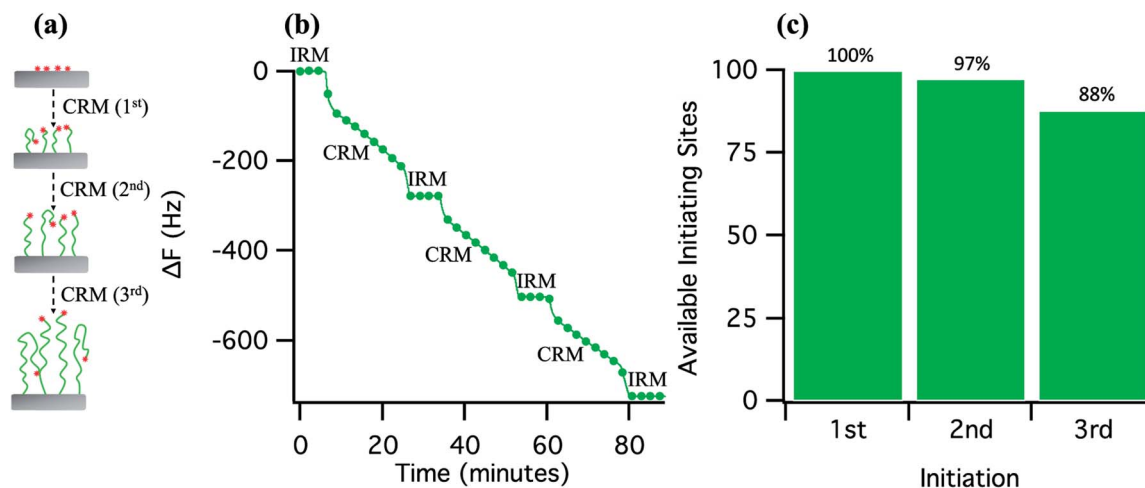 (a)
CRM (1st)
CRM (2nd)
CRM (3rd)
(b)
ΔF (Hz)
0
-200
-400
-600
IRM
CRM
IRM
CRM
IRM
CRM
IRM
0 20 40 60 80
Time (minutes)
(c)
Available Initiating Sites
100
75
50
25
0
100%
97%
88%
1st 2nd 3rd
Initiation